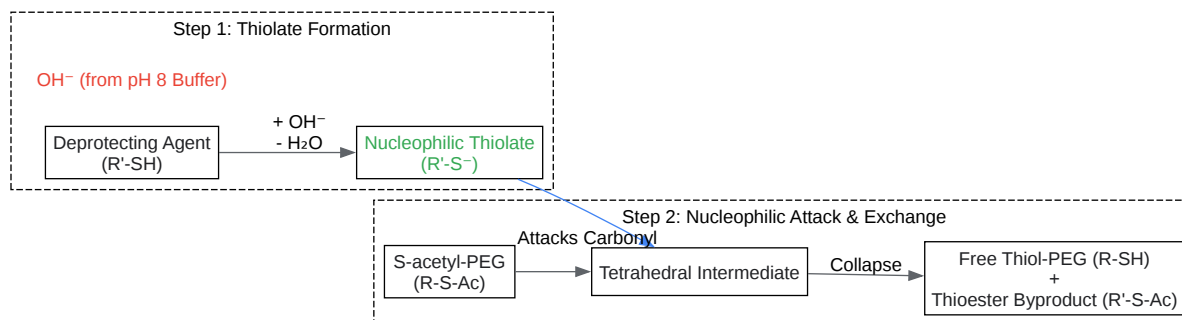 Step 1: Thiolate Formation
OH⁻ (from pH 8 Buffer)
Deprotecting Agent
(R'-SH)
+ OH⁻
- H₂O
Nucleophilic Thiolate
(R'-S⁻)
Step 2: Nucleophilic Attack & Exchange
Attacks Carbonyl
S-acetyl-PEG
(R-S-Ac)
Tetrahedral Intermediate
Collapse
Free Thiol-PEG (R-SH)
+
Thioester Byproduct (R'-S-Ac)